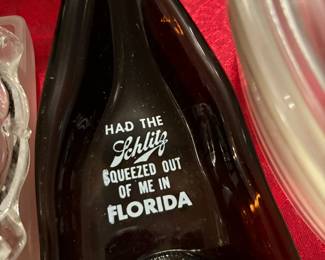 HAD THE
Schlitz
SQUEEZED OUT
OF ME IN
FLORIDA